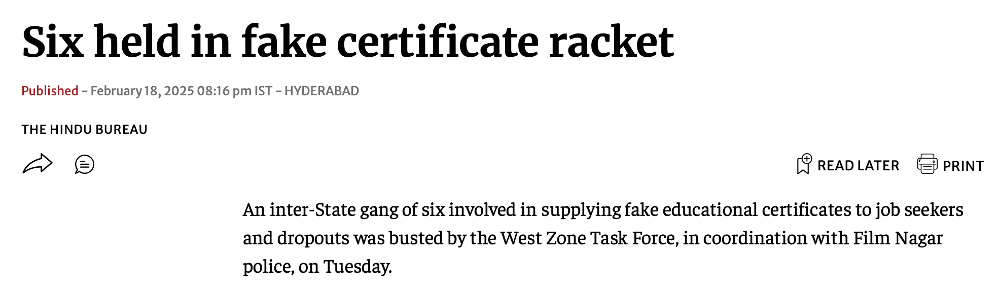 Six held in fake certificate racket
Published - February 18, 2025 08:16 pm IST - HYDERABAD
THE HINDU BUREAU
READ LATER PRINT
An inter-State gang of six involved in supplying fake educational certificates to job seekers
and dropouts was busted by the West Zone Task Force, in coordination with Film Nagar
police, on Tuesday.